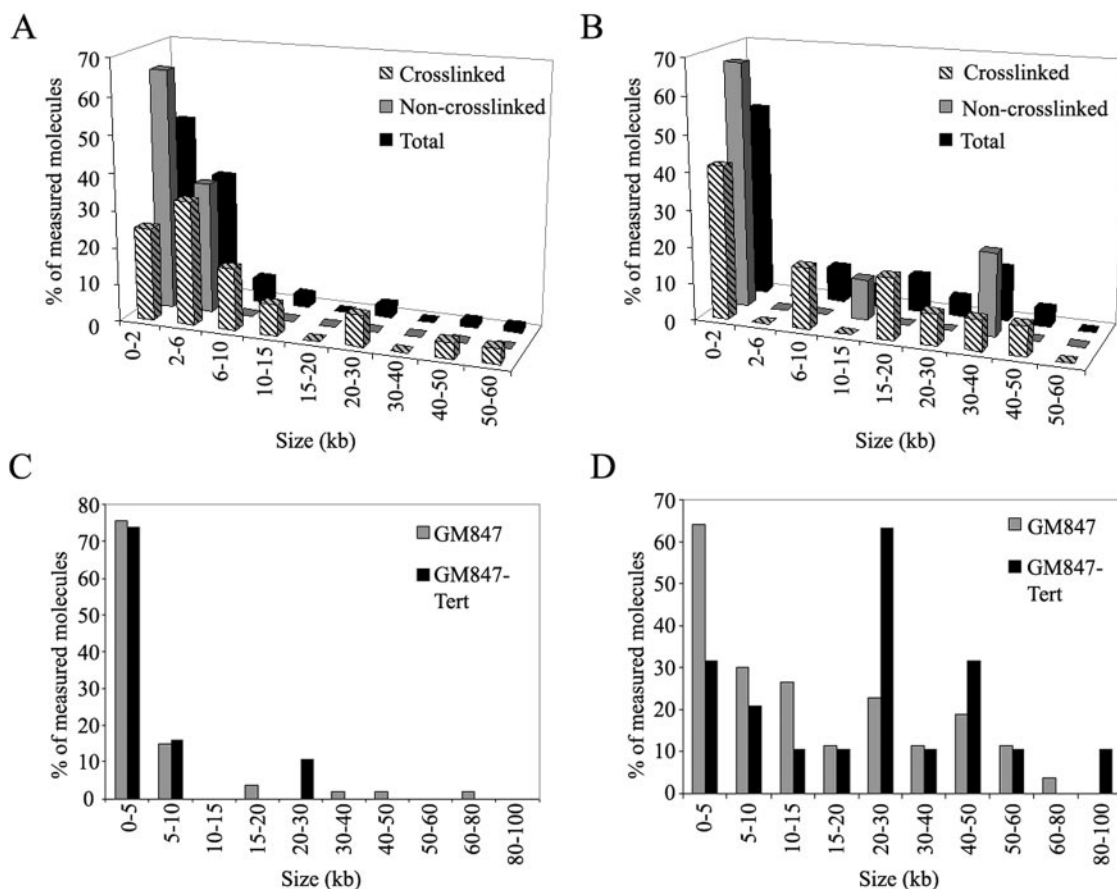 A
% of measured molecules
70
60
50
40
30
20
10
0
Crosslinked
Non-crosslinked
Total
0-2
2-6
6-10
10-15
15-20
20-30
30-40
40-50
50-60
Size (kb)
B
% of measured molecules
70
60
50
40
30
20
10
0
Crosslinked
Non-crosslinked
Total
0-2
2-6
6-10
10-15
15-20
20-30
30-40
40-50
50-60
Size (kb)
C
% of measured molecules
80
70
60
50
40
30
20
10
0
GM847
GM847-
Tert
0-5
5-10
10-15
15-20
20-30
30-40
40-50
50-60
60-80
80-100
Size (kb)
D
% of measured molecules
70
60
50
40
30
20
10
0
GM847
GM847-
Tert
0-5
5-10
10-15
15-20
20-30
30-40
40-50
50-60
60-80
80-100
Size (kb)